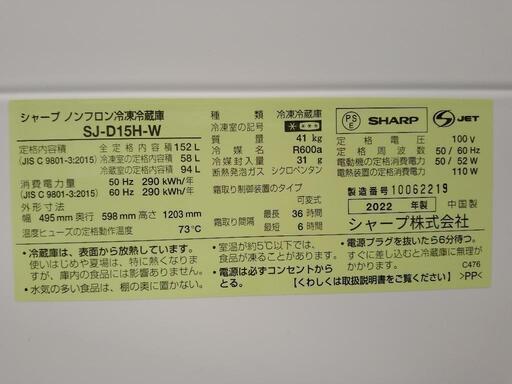 シャープ ノンフロン冷凍冷蔵庫
SJ-D15H-W
定格内容積 全定格内容積 152 L
(JIS C 9801-3:2015) 冷凍室の定格内容積 58 L
冷蔵室の定格内容積 94 L
消費電力量 50 Hz 290 kWh/年
(JIS C 9801-3:2015) 60 Hz 290 kWh/年
外形寸法
幅 495 mm 奥行 598 mm 高さ 1203 mm
温度ヒューズの定格動作温度 73℃
種類 冷凍冷蔵庫
冷凍室の記号
質量 41 kg
冷媒 R600a
冷媒封入量 31 g
断熱発泡ガス シクロペンタン
霜取り制御装置のタイプ
可変式
霜取り間隔 最長 36 時間
最短 6 時間
PS
E
SHARP
S JET
定格電圧 100 V
定格周波数 50 / 60 Hz
電動機の定格消費電力 50 / 52 W
電熱装置の定格消費電力 110 W
製造番号 10062219
2022 年製 中国製
シャープ株式会社
・冷蔵庫は、表面から放熱しています。
使いはじめや夏場は、特に熱くなりま
すが、庫内の食品には影響ありません。
・水気の多い食品は、棚の奥に置かない。
・室温が約5℃以下では、
食品が凍ることがあります。
・電源は必ずコンセントから
とる。
・電源プラグを抜いたら6分待つ。
すぐに差し込むと冷蔵庫に無理が
かかります。
C476
【くわしくは取扱説明書をご覧ください】 >PP<